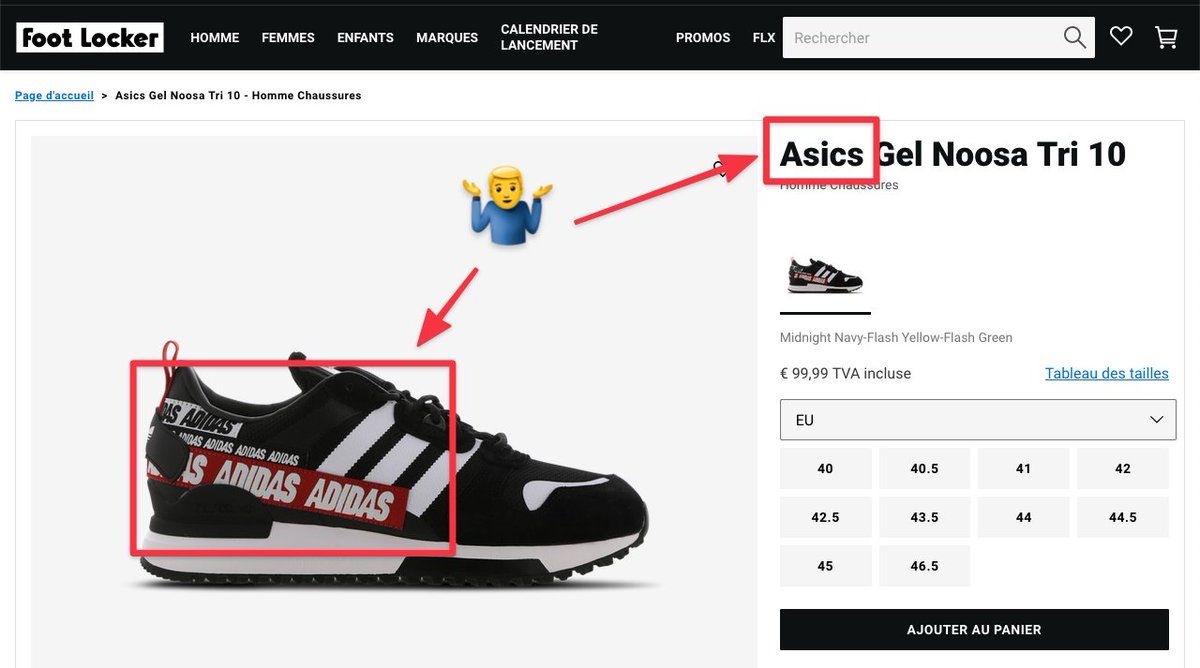 Foot Locker
HOMME FEMMES ENFANTS MARQUES CALENDRIER DE
LANCEMENT
PROMOS FLX Rechercher
Page d'accueil > Asics Gel Noosa Tri 10 - Homme Chaussures
Asics Gel Noosa Tri 10
Homme Chaussures
Midnight Navy-Flash Yellow-Flash Green
€ 99,99 TVA incluse Tableau des tailles
EU
40 40.5 41 42
42.5 43.5 44 44.5
45 46.5
AJOUTER AU PANIER
DAS ADIDAS
ADIDAS ADIDAS ADIDAS ADIDAS
AS ADIDAS ADIDAS